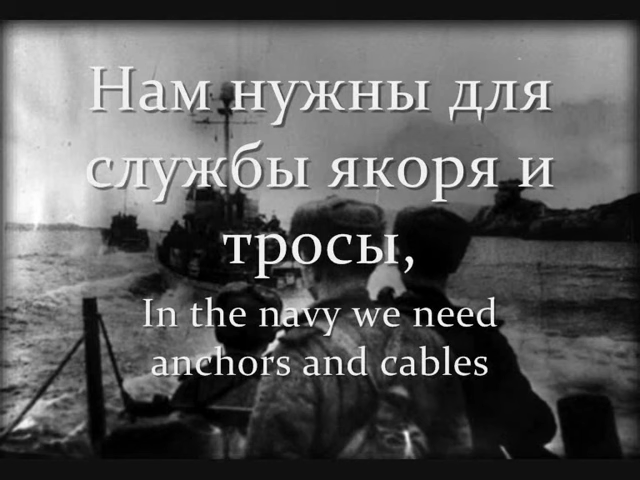 Нам нужны для
службы якоря и
тросы,
In the navy we need
anchors and cables